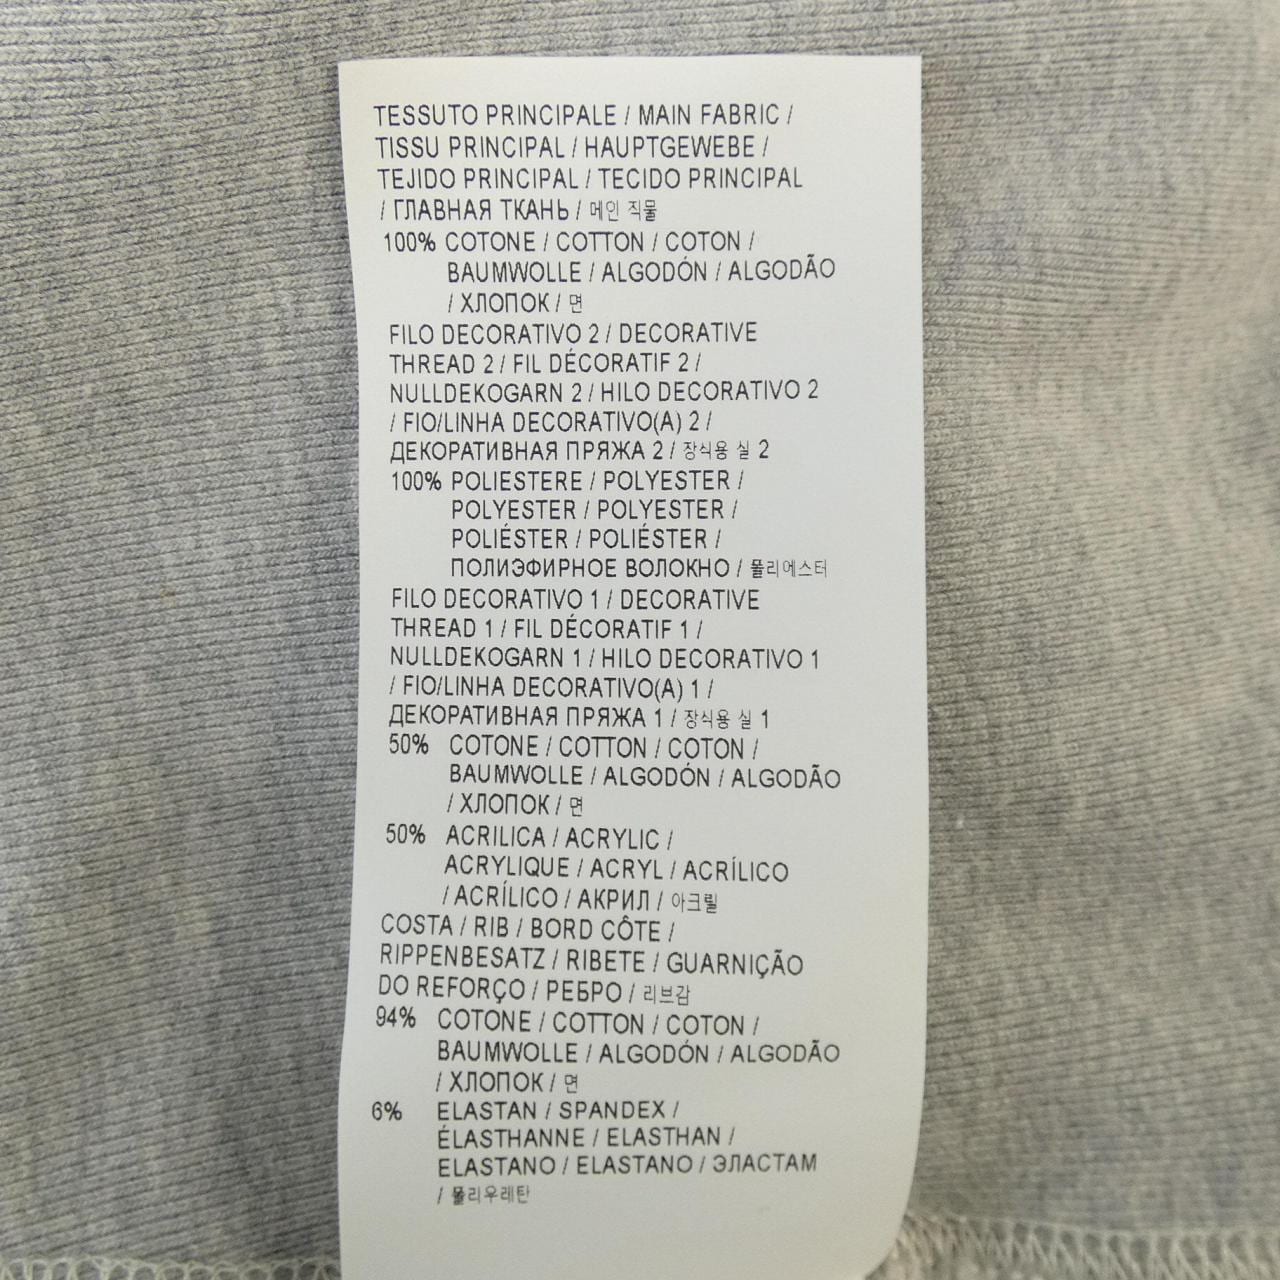 TESSUTO PRINCIPALE / MAIN FABRIC /
TISSU PRINCIPAL / HAUPTGEWEBE /
TEJIDO PRINCIPAL / TECIDO PRINCIPAL
/ ГЛАВНАЯ ТКАНЬ / 메인 직물
100% COTONE / COTTON / COTON /
BAUMWOLLE / ALGODÓN / ALGODÃO
/ ХЛОПОК / 면
FILO DECORATIVO 2 / DECORATIVE
THREAD 2 / FIL DÉCORATIF 2 /
NULLDEKOGARN 2 / HILO DECORATIVO 2
/ FIO/LINHA DECORATIVO(A) 2 /
ДЕКОРАТИВНАЯ ПРЯЖА 2 / 장식용 실 2
100% POLIESTERE / POLYESTER /
POLYESTER / POLYESTER /
POLIÉSTER / POLIÉSTER /
ПОЛИЭФИРНОЕ ВОЛОКНО / 폴리에스터
FILO DECORATIVO 1 / DECORATIVE
THREAD 1 / FIL DÉCORATIF 1 /
NULLDEKOGARN 1 / HILO DECORATIVO 1
/ FIO/LINHA DECORATIVO(A) 1 /
ДЕКОРАТИВНАЯ ПРЯЖА 1 / 장식용 실 1
50% COTONE / COTTON / COTON /
BAUMWOLLE / ALGODÓN / ALGODÃO
/ ХЛОПОК / 면
50% ACRILICA / ACRYLIC /
ACRYLIQUE / ACRYL / ACRÍLICO
/ ACRÍLICO / АКРИЛ / 아크릴
COSTA / RIB / BORD CÔTE /
RIPPENBESATZ / RIBETE / GUARNIÇÃO
DO REFORÇO / РЕБРО / 리브감
94% COTONE / COTTON / COTON /
BAUMWOLLE / ALGODÓN / ALGODÃO
/ ХЛОПОК / 면
6% ELASTAN / SPANDEX /
ÉLASTHANNE / ELASTHAN /
ELASTANO / ELASTANO / ЭЛАСТАМ
/ 폴리우레탄